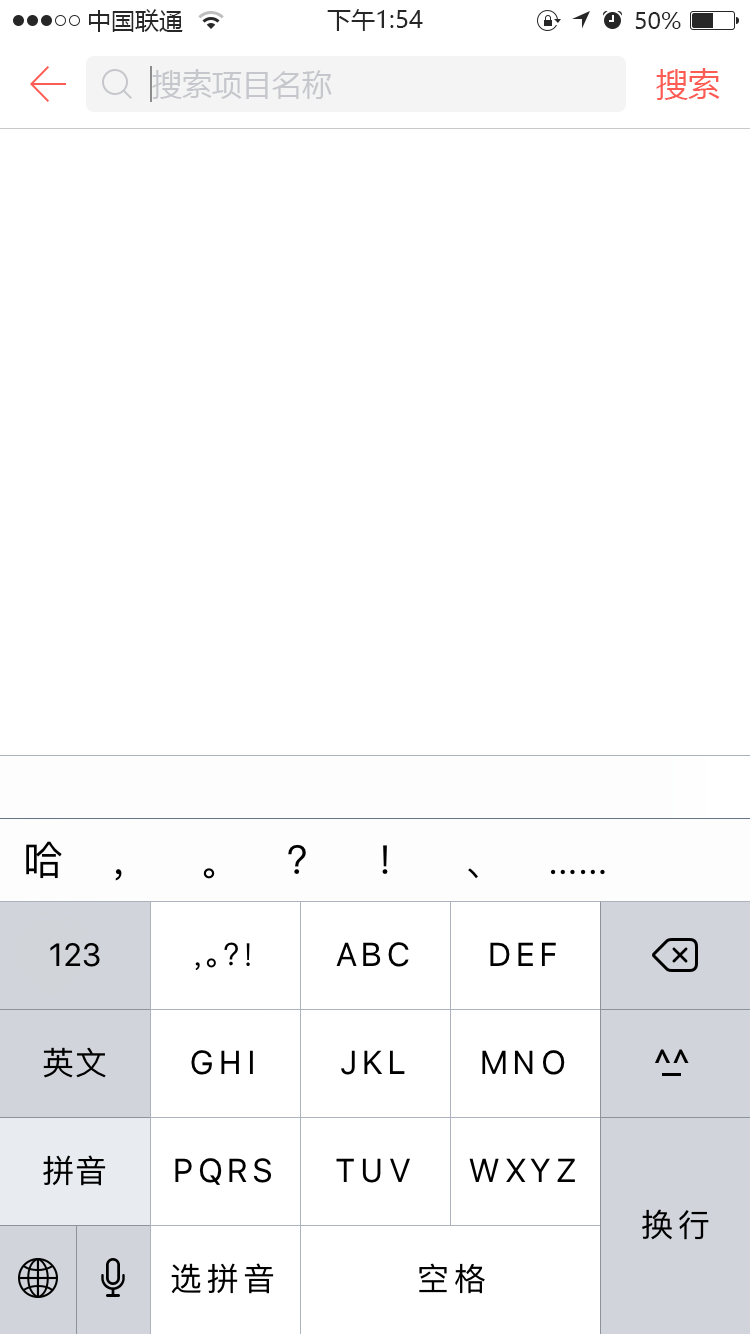 中国联通 下午1:54 50%
搜索项目名称 搜索
哈 ， 。 ? ! 、 ……
123 ,。?! ABC DEF
英文 GHI JKL MNO ^^
拼音 PQRS TUV WXYZ
换行
选拼音 空格